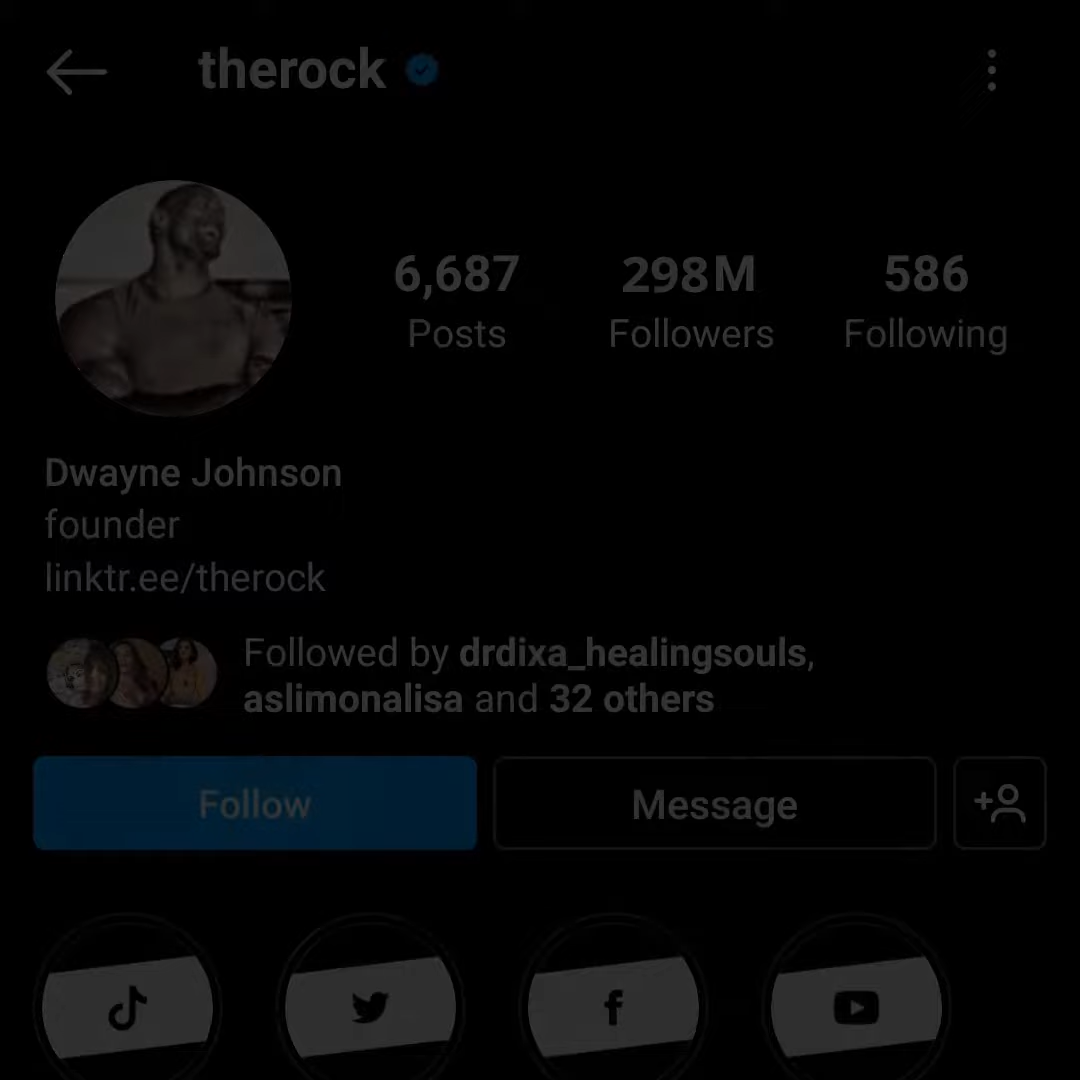 therock
6,687 298M 586
Posts Followers Following
Dwayne Johnson
founder
linktr.ee/therock
Followed by drdixa_healingsouls,
aslimonalisa and 32 others
Follow Message